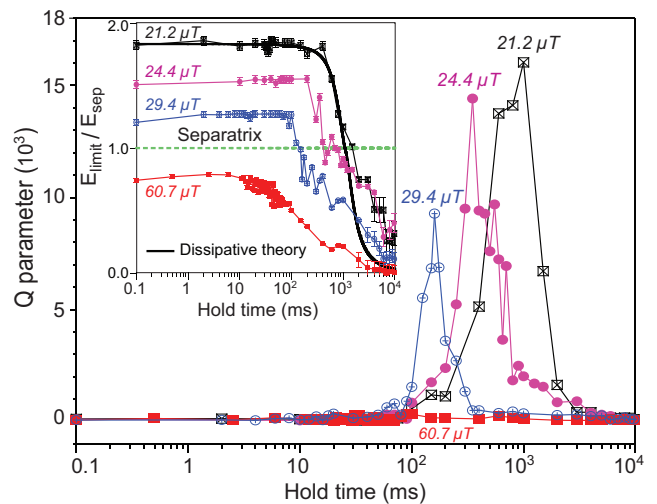 18
15
10
5
0
Q parameter (10³)
0.1
1
10
10²
10³
10⁴
Hold time (ms)
21.2 µT
24.4 µT
29.4 µT
60.7 µT
2.0
1.0
0.0
E_limit / E_sep
21.2 µT
24.4 µT
29.4 µT
Separatrix
60.7 µT
Dissipative theory
0.1
1
10
10²
10³
10⁴
Hold time (ms)